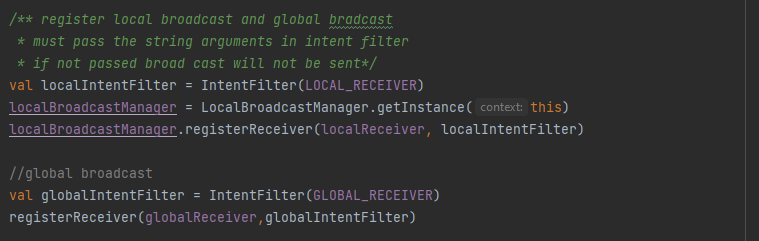 /** register local broadcast and global bradcast
* must pass the string arguments in intent filter
* if not passed broad cast will not be sent*/
val localIntentFilter = IntentFilter(LOCAL_RECEIVER)
localBroadcastManager = LocalBroadcastManager.getInstance( context: this)
localBroadcastManager.registerReceiver(localReceiver, localIntentFilter)
//global broadcast
val globalIntentFilter = IntentFilter(GLOBAL_RECEIVER)
registerReceiver(globalReceiver,globalIntentFilter)